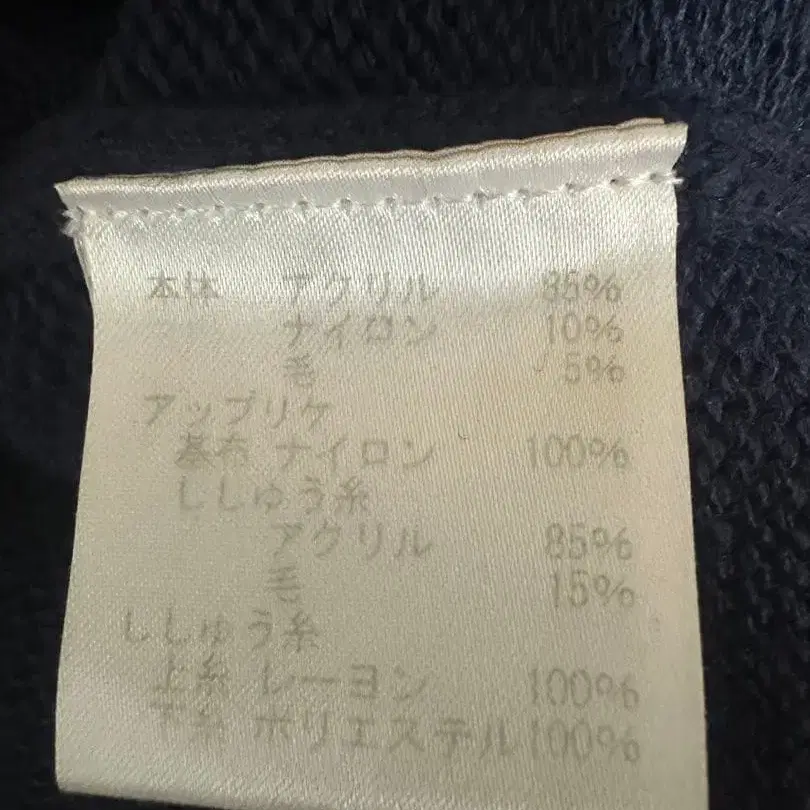 本体 アクリル 85%
ナイロン 10%
毛 5%
アップリケ
基布 ナイロン 100%
ししゅう糸
アクリル 85%
毛 15%
ししゅう糸
上糸 レーヨン 100%
下糸 ポリエステル 100%